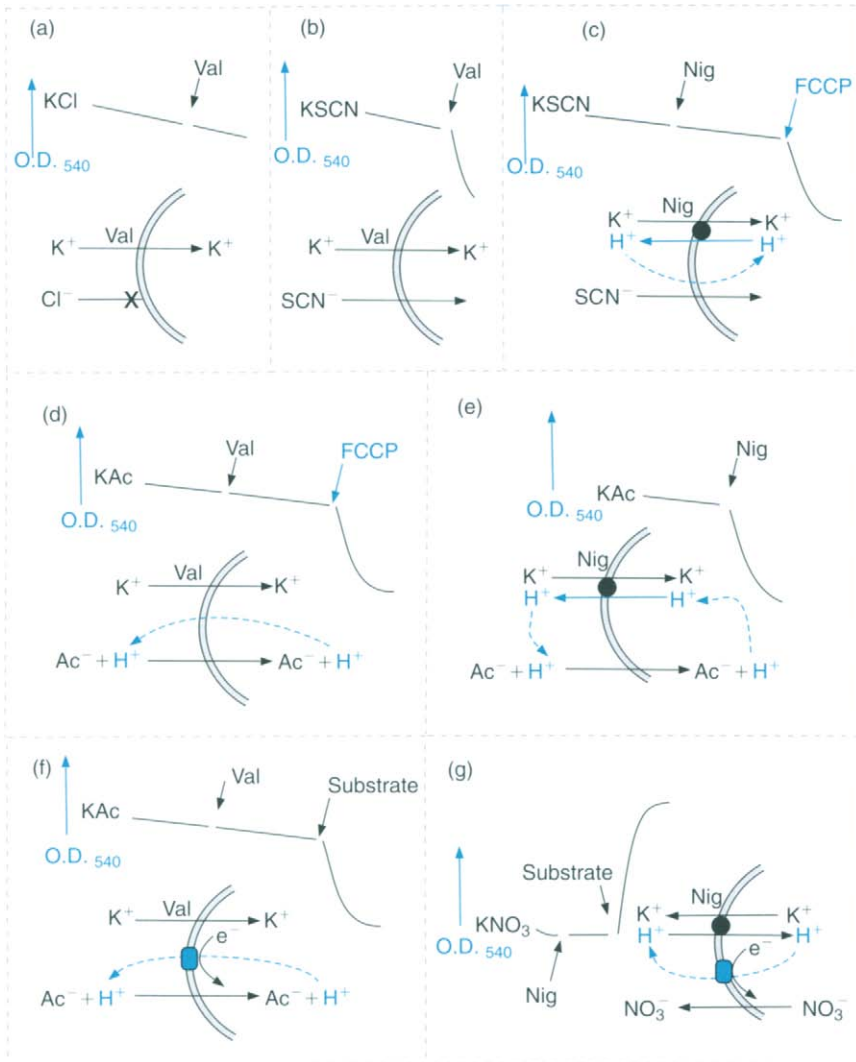 (a)
Val
KCl
O.D. 540
K⁺ Val K⁺
Cl⁻ X
(b)
Val
KSCN
O.D. 540
K⁺ Val K⁺
SCN⁻
(c)
Nig
FCCP
KSCN
O.D. 540
Nig
K⁺ K⁺
H⁺ H⁺
SCN⁻
(d)
Val
FCCP
KAc
O.D. 540
K⁺ Val K⁺
Ac⁻ + H⁺ Ac⁻ + H⁺
(e)
Nig
KAc
O.D. 540
Nig
K⁺ K⁺
H⁺ H⁺
Ac⁻ + H⁺ Ac⁻ + H⁺
(f)
Val
Substrate
KAc
O.D. 540
K⁺ Val K⁺
e⁻
Ac⁻ + H⁺ Ac⁻ + H⁺
(g)
Substrate
KNO₃
O.D. 540
Nig
Nig
K⁺ K⁺
H⁺ H⁺
e⁻
NO₃⁻ NO₃⁻